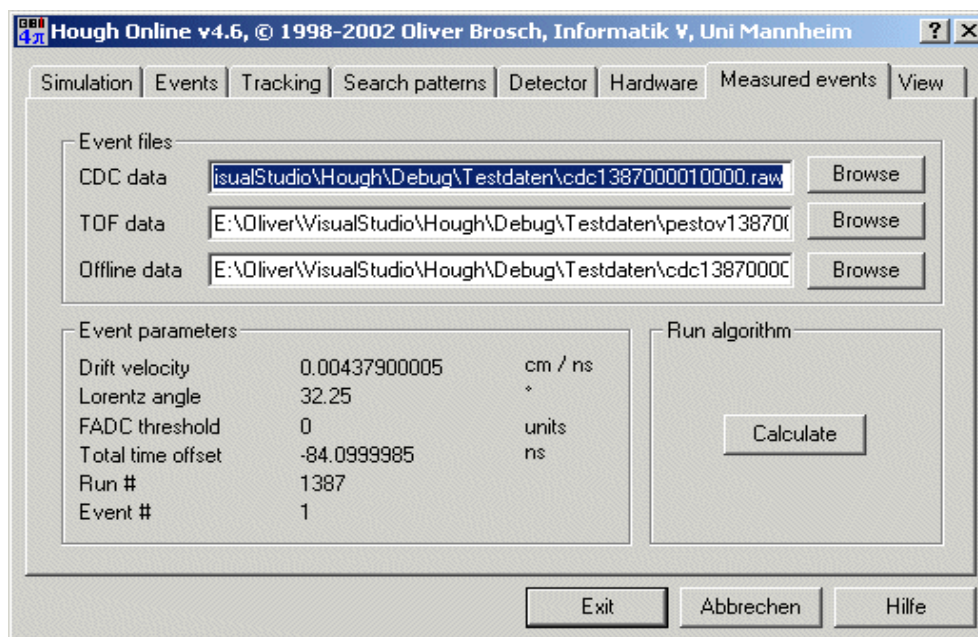 Hough Online v4.6, © 1998-2002 Oliver Brosch, Informatik V, Uni Mannheim
Simulation Events Tracking Search patterns Detector Hardware Measured events View
Event files
CDC data isualStudio\Hough\Debug\Testdaten\cdc1387000010000.raw Browse
TOF data E:\Oliver\VisualStudio\Hough\Debug\Testdaten\pestov13870( Browse
Offline data E:\Oliver\VisualStudio\Hough\Debug\Testdaten\cdc1387000C Browse
Event parameters
Drift velocity 0.00437900005 cm / ns
Lorentz angle 32.25 °
FADC threshold 0 units
Total time offset -84.0999985 ns
Run # 1387
Event # 1
Run algorithm
Calculate
Exit Abbrechen Hilfe